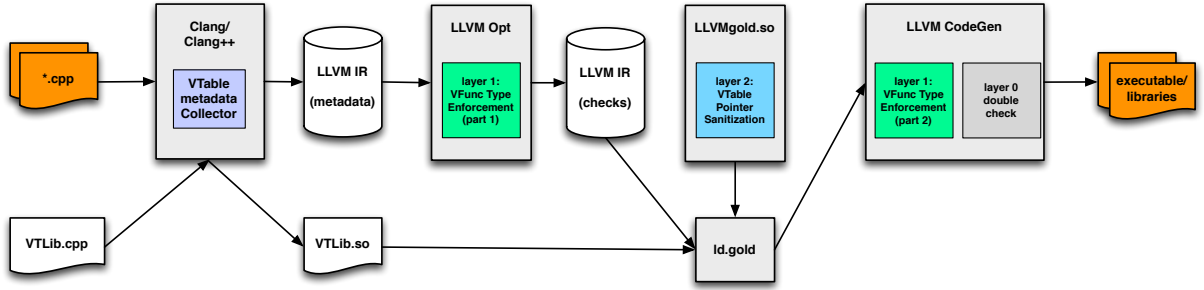 *.cpp
Clang/
Clang++
VTable
metadata
Collector
LLVM IR
(metadata)
LLVM Opt
layer 1:
VFunc Type
Enforcement
(part 1)
LLVM IR
(checks)
LLVMgold.so
layer 2:
VTable
Pointer
Sanitization
LLVM CodeGen
layer 1:
VFunc Type
Enforcement
(part 2)
layer 0
double
check
executable/
libraries
VTLib.cpp
VTLib.so
ld.gold